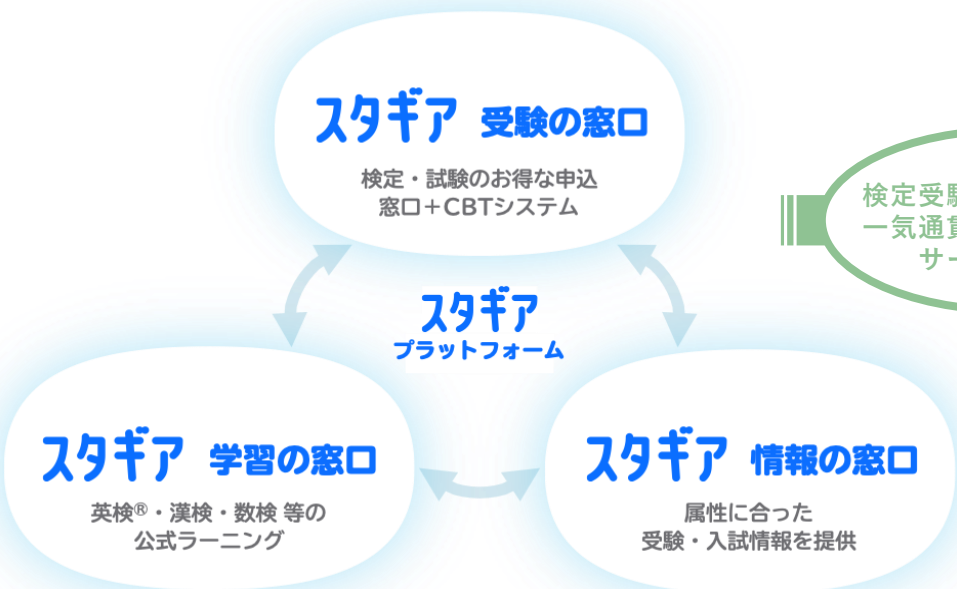 スタギア 受験の窓口
検定・試験のお得な申込
窓口＋CBTシステム
検定受験
一気通貫
サー
スタギア
プラットフォーム
スタギア 学習の窓口
英検®・漢検・数検 等の
公式ラーニング
スタギア 情報の窓口
属性に合った
受験・入試情報を提供